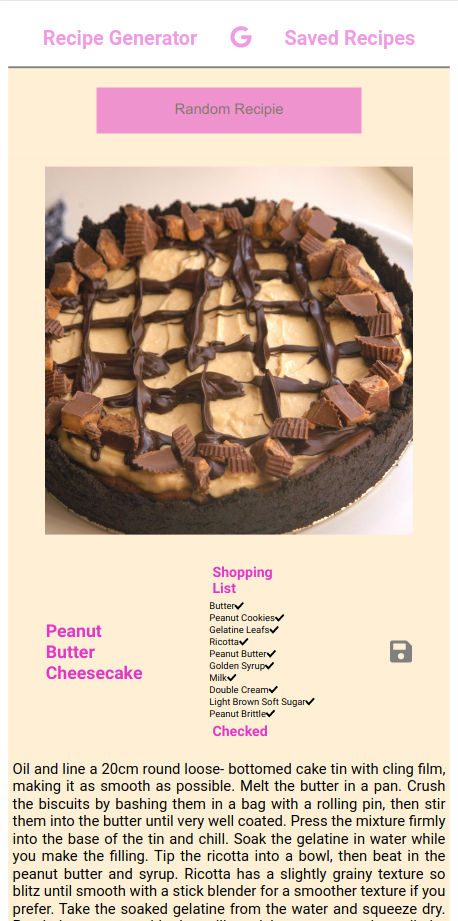 Recipe Generator G Saved Recipes
Random Recipie
Shopping
List
Butter
Peanut Cookies
Gelatine Leafs
Ricotta
Peanut Butter
Golden Syrup
Milk
Double Cream
Light Brown Soft Sugar
Peanut Brittle
Checked
Peanut
Butter
Cheesecake
Oil and line a 20cm round loose- bottomed cake tin with cling film,
making it as smooth as possible. Melt the butter in a pan. Crush
the biscuits by bashing them in a bag with a rolling pin, then stir
them into the butter until very well coated. Press the mixture firmly
into the base of the tin and chill. Soak the gelatine in water while
you make the filling. Tip the ricotta into a bowl, then beat in the
peanut butter and syrup. Ricotta has a slightly grainy texture so
blitz until smooth with a stick blender for a smoother texture if you
prefer. Take the soaked gelatine from the water and squeeze dry.